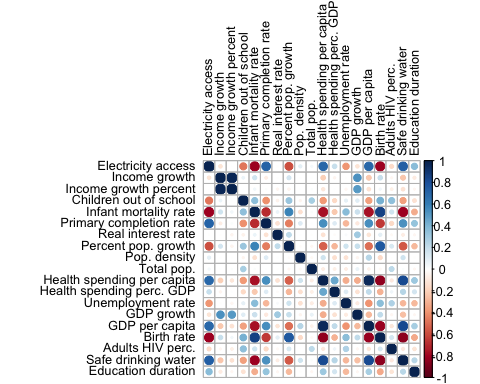 Electricity access
Income growth
Income growth percent
Children out of school
Infant mortality rate
Primary completion rate
Real interest rate
Percent pop. growth
Pop. density
Total pop.
Health spending per capita
Health spending perc. GDP
Unemployment rate
GDP growth
GDP per capita
Birth rate
Adults HIV perc.
Safe drinking water
Education duration
Electricity access
Income growth
Income growth percent
Children out of school
Infant mortality rate
Primary completion rate
Real interest rate
Percent pop. growth
Pop. density
Total pop.
Health spending per capita
Health spending perc. GDP
Unemployment rate
GDP growth
GDP per capita
Birth rate
Adults HIV perc.
Safe drinking water
Education duration
1
0.8
0.6
0.4
0.2
0
-0.2
-0.4
-0.6
-0.8
-1